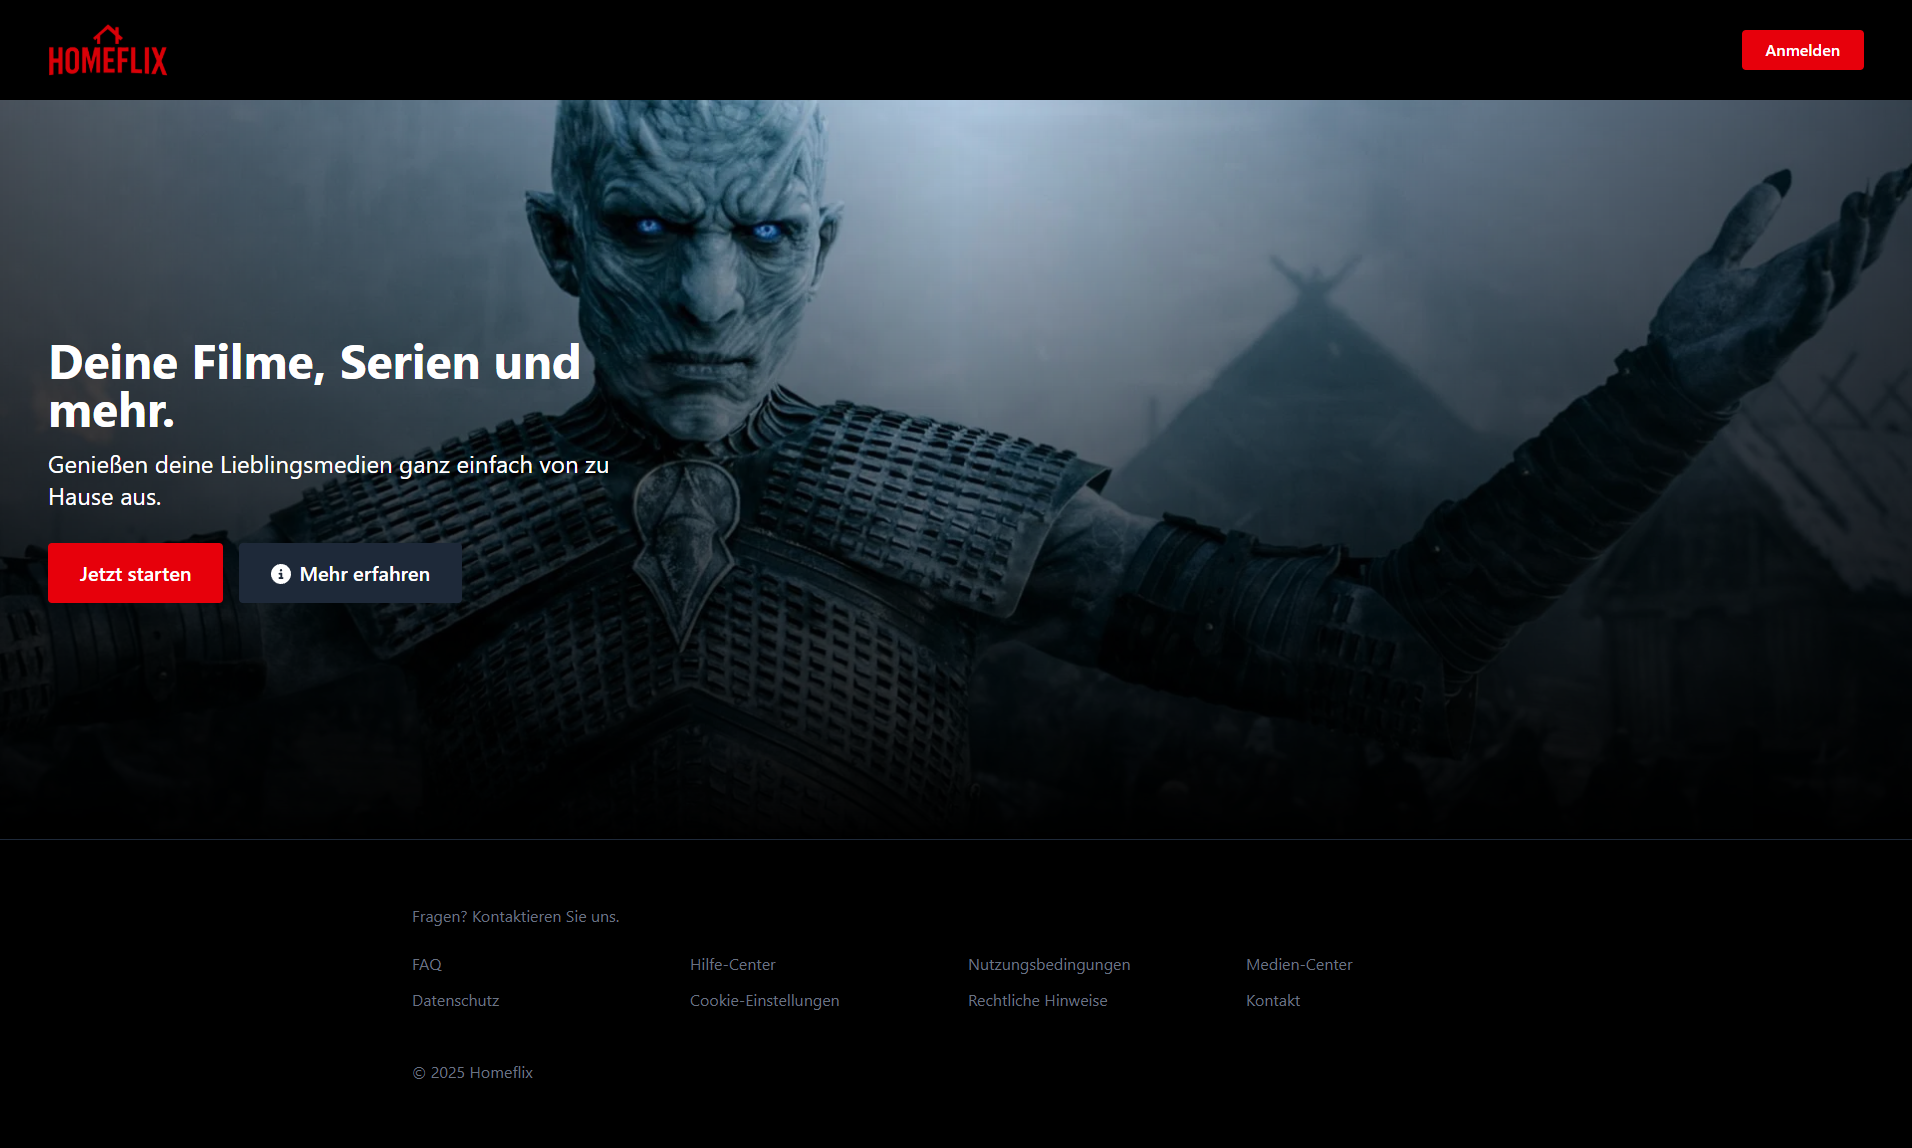 HOMEFLIX
Anmelden
Deine Filme, Serien und
mehr.
Genießen deine Lieblingsmedien ganz einfach von zu
Hause aus.
Jetzt starten
Mehr erfahren
Fragen? Kontaktieren Sie uns.
FAQ
Hilfe-Center
Nutzungsbedingungen
Medien-Center
Datenschutz
Cookie-Einstellungen
Rechtliche Hinweise
Kontakt
© 2025 Homeflix